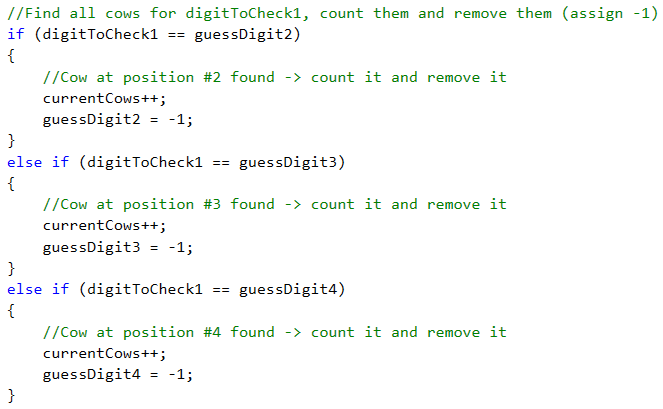 //Find all cows for digitToCheck1, count them and remove them (assign -1)
if (digitToCheck1 == guessDigit2)
{
    //Cow at position #2 found -> count it and remove it
    currentCows++;
    guessDigit2 = -1;
}
else if (digitToCheck1 == guessDigit3)
{
    //Cow at position #3 found -> count it and remove it
    currentCows++;
    guessDigit3 = -1;
}
else if (digitToCheck1 == guessDigit4)
{
    //Cow at position #4 found -> count it and remove it
    currentCows++;
    guessDigit4 = -1;
}